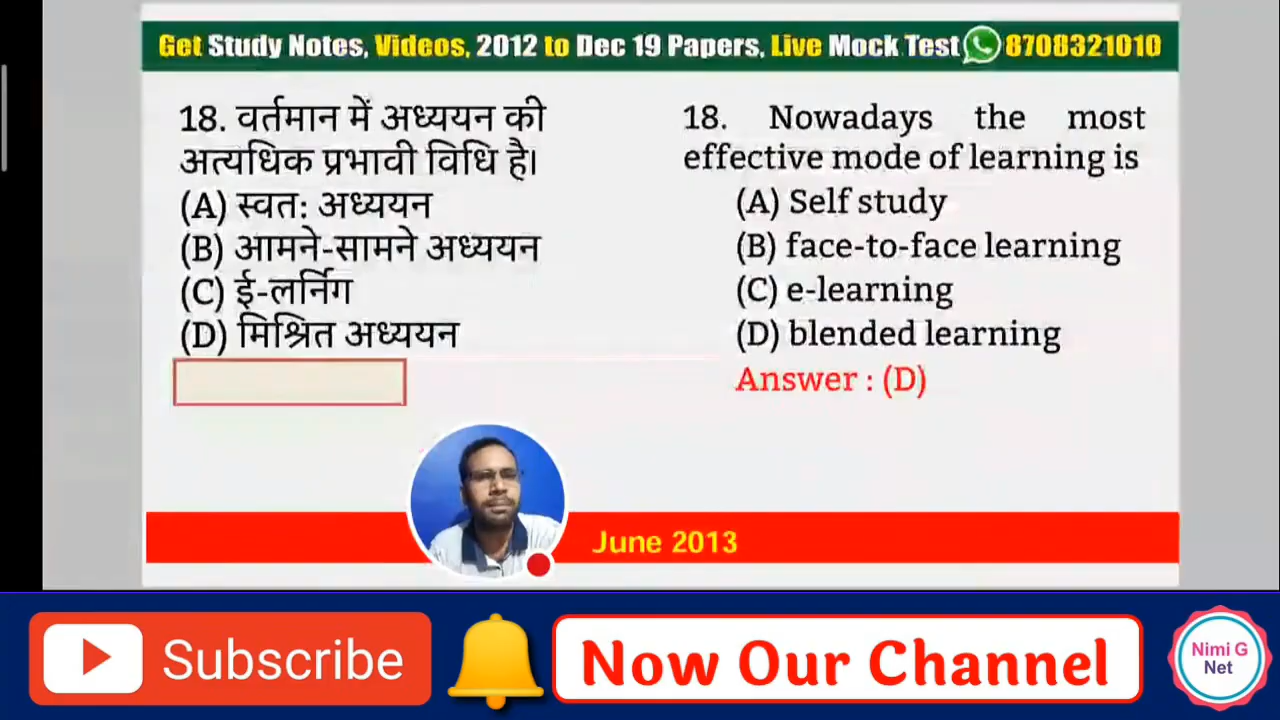 Get Study Notes, Videos, 2012 to Dec 19 Papers, Live Mock Test 8708321010
18. वर्तमान में अध्ययन की
अत्यधिक प्रभावी विधि है।
(A) स्वत: अध्ययन
(B) आमने-सामने अध्ययन
(C) ई-लर्निंग
(D) मिश्रित अध्ययन
18. Nowadays the most
effective mode of learning is
(A) Self study
(B) face-to-face learning
(C) e-learning
(D) blended learning
Answer : (D)
June 2013
Subscribe
Now Our Channel
Nimi G
Net